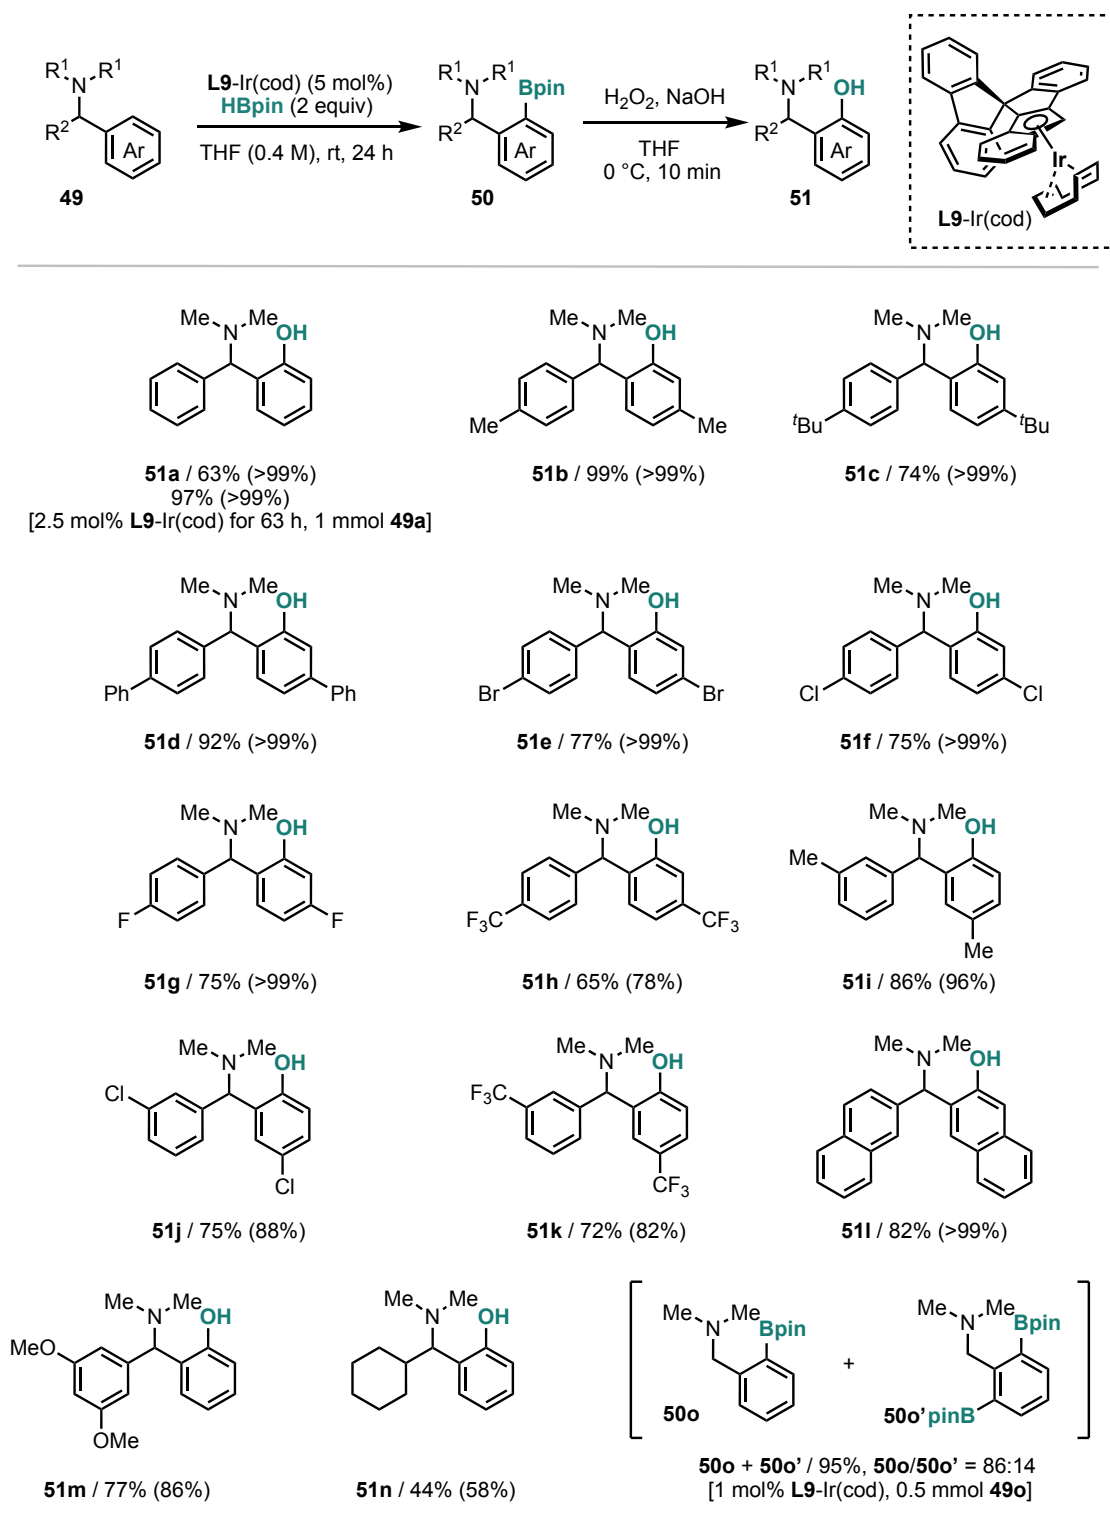 R¹ N R¹
R²
Ar
49
L9-Ir(cod) (5 mol%)
HBpin (2 equiv)
THF (0.4 M), rt, 24 h
R¹ N R¹ Bpin
R²
Ar
50
H₂O₂, NaOH
THF
0 °C, 10 min
R¹ N R¹ OH
R²
Ar
51
Ir
L9-Ir(cod)
Me N Me OH
51a / 63% (>99%)
97% (>99%)
[2.5 mol% L9-Ir(cod) for 63 h, 1 mmol 49a]
Me N Me OH
Me Me
51b / 99% (>99%)
Me N Me OH
ᵗBu ᵗBu
51c / 74% (>99%)
Me N Me OH
Ph Ph
51d / 92% (>99%)
Me N Me OH
Br Br
51e / 77% (>99%)
Me N Me OH
Cl Cl
51f / 75% (>99%)
Me N Me OH
F F
51g / 75% (>99%)
Me N Me OH
F₃C CF₃
51h / 65% (78%)
Me N Me OH
Me
Me
51i / 86% (96%)
Me N Me OH
Cl
Cl
51j / 75% (88%)
Me N Me OH
F₃C
CF₃
51k / 72% (82%)
Me N Me OH
51l / 82% (>99%)
Me N Me OH
MeO
OMe
51m / 77% (86%)
Me N Me OH
51n / 44% (58%)
Me N Me Bpin
50o
+
Me N Me Bpin
50o’ pinB
50o + 50o’ / 95%, 50o/50o’ = 86:14
[1 mol% L9-Ir(cod), 0.5 mmol 49o]